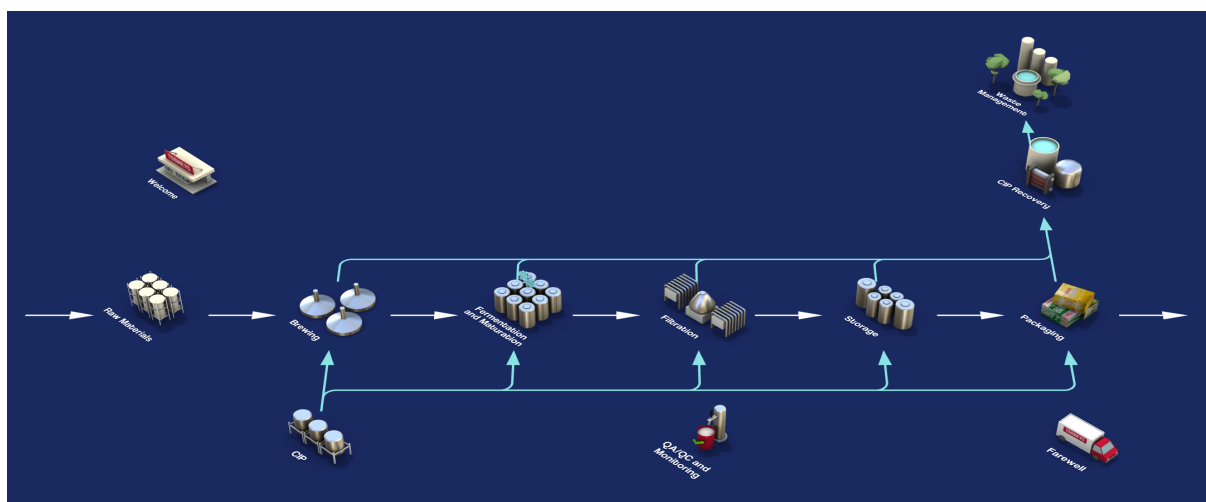 Waste
Management
Welcome
CIP Recovery
Raw Materials
Brewing
Fermentation
and Maturation
Filtration
Storage
Packaging
CIP
QA/QC and
Monitoring
Farewell